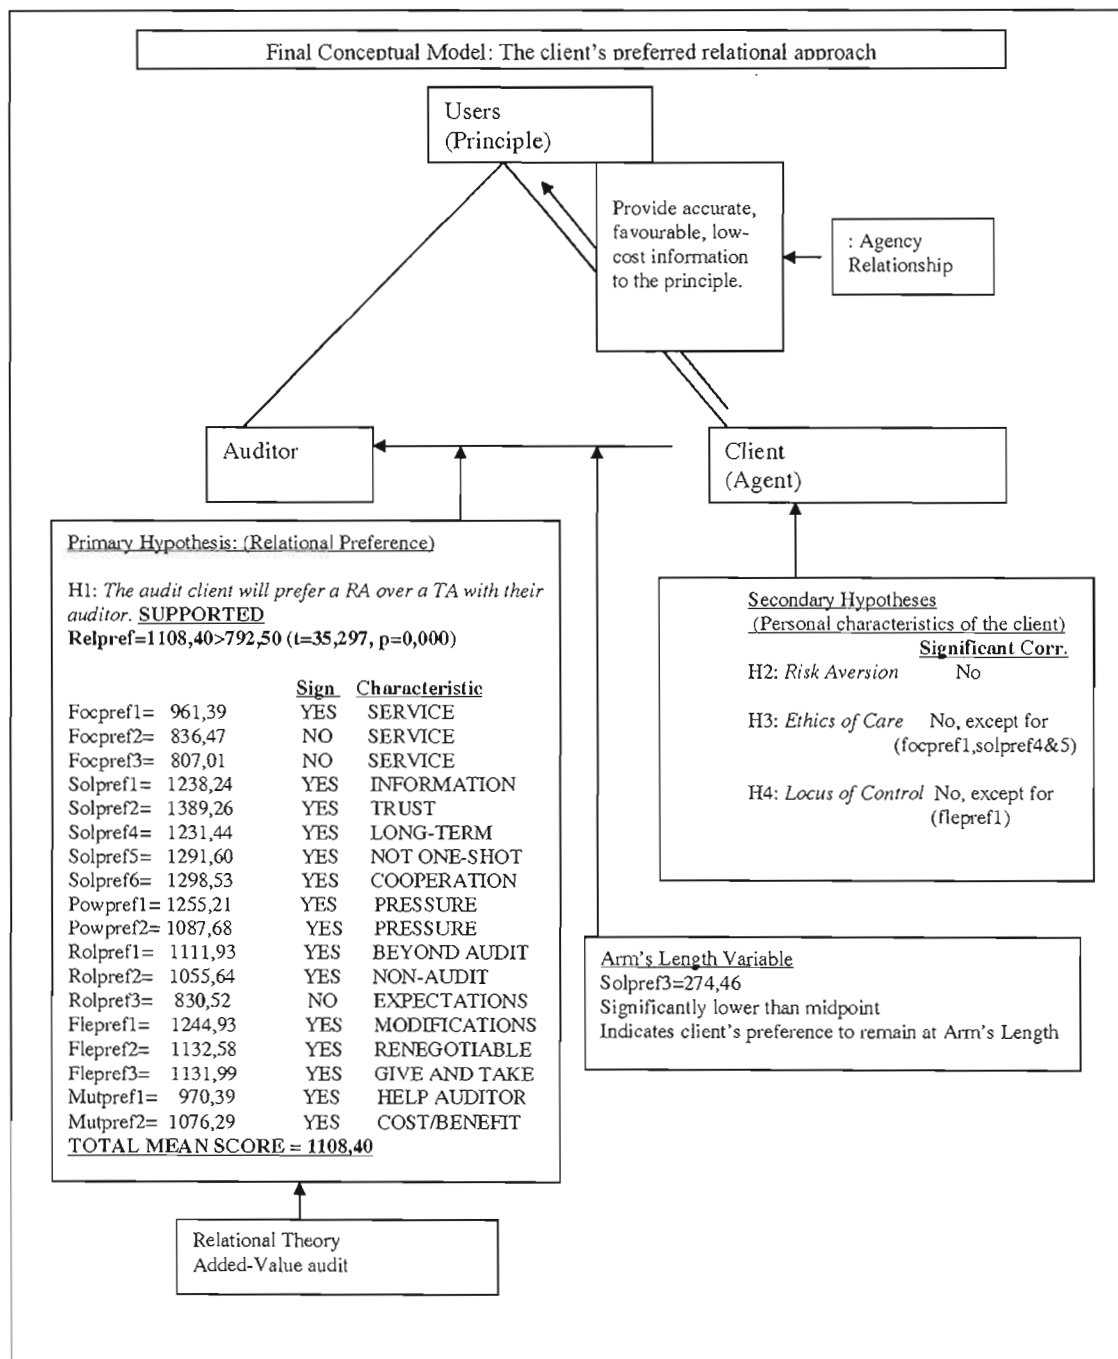 Final Conceptual Model: The client's preferred relational approach
Users
(Principle)
Provide accurate,
favourable, low-
cost information
to the principle.
: Agency
Relationship
Auditor
Client
(Agent)
Primary Hypothesis: (Relational Preference)
H1: The audit client will prefer a RA over a TA with their
auditor. SUPPORTED
Relpref=1108,40>792,50 (t=35,297, p=0,000)
Sign Characteristic
Focpref1= 961,39 YES SERVICE
Focpref2= 836,47 NO SERVICE
Focpref3= 807,01 NO SERVICE
Solpref1= 1238,24 YES INFORMATION
Solpref2= 1389,26 YES TRUST
Solpref4= 1231,44 YES LONG-TERM
Solpref5= 1291,60 YES NOT ONE-SHOT
Solpref6= 1298,53 YES COOPERATION
Powpref1= 1255,21 YES PRESSURE
Powpref2= 1087,68 YES PRESSURE
Rolpref1= 1111,93 YES BEYOND AUDIT
Rolpref2= 1055,64 YES NON-AUDIT
Rolpref3= 830,52 NO EXPECTATIONS
Flepref1= 1244,93 YES MODIFICATIONS
Flepref2= 1132,58 YES RENEGOTIABLE
Flepref3= 1131,99 YES GIVE AND TAKE
Mutpref1= 970,39 YES HELP AUDITOR
Mutpref2= 1076,29 YES COST/BENEFIT
TOTAL MEAN SCORE = 1108,40
Secondary Hypotheses
(Personal characteristics of the client)
Significant Corr.
H2: Risk Aversion No
H3: Ethics of Care No, except for
(focpref1,solpref4&5)
H4: Locus of Control No, except for
(flepref1)
Arm's Length Variable
Solpref3=274,46
Significantly lower than midpoint
Indicates client's preference to remain at Arm's Length
Relational Theory
Added-Value audit